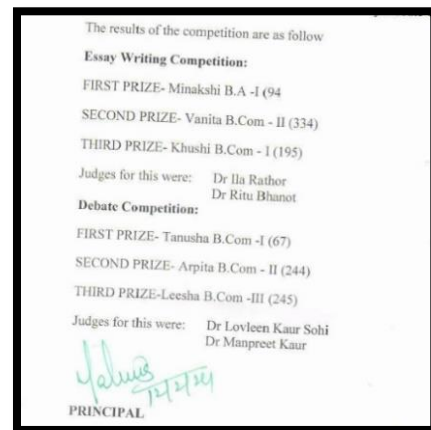 The results of the competition are as follow
Essay Writing Competition:
FIRST PRIZE- Minakshi B.A -I (94
SECOND PRIZE- Vanita B.Com - II (334)
THIRD PRIZE- Khushi B.Com - I (195)
Judges for this were: Dr Ila Rathor
Dr Ritu Bhanot
Debate Competition:
FIRST PRIZE- Tanusha B.Com -I (67)
SECOND PRIZE- Arpita B.Com - II (244)
THIRD PRIZE-Leesha B.Com -III (245)
Judges for this were: Dr Lovleen Kaur Sohi
Dr Manpreet Kaur
12/2/24
PRINCIPAL